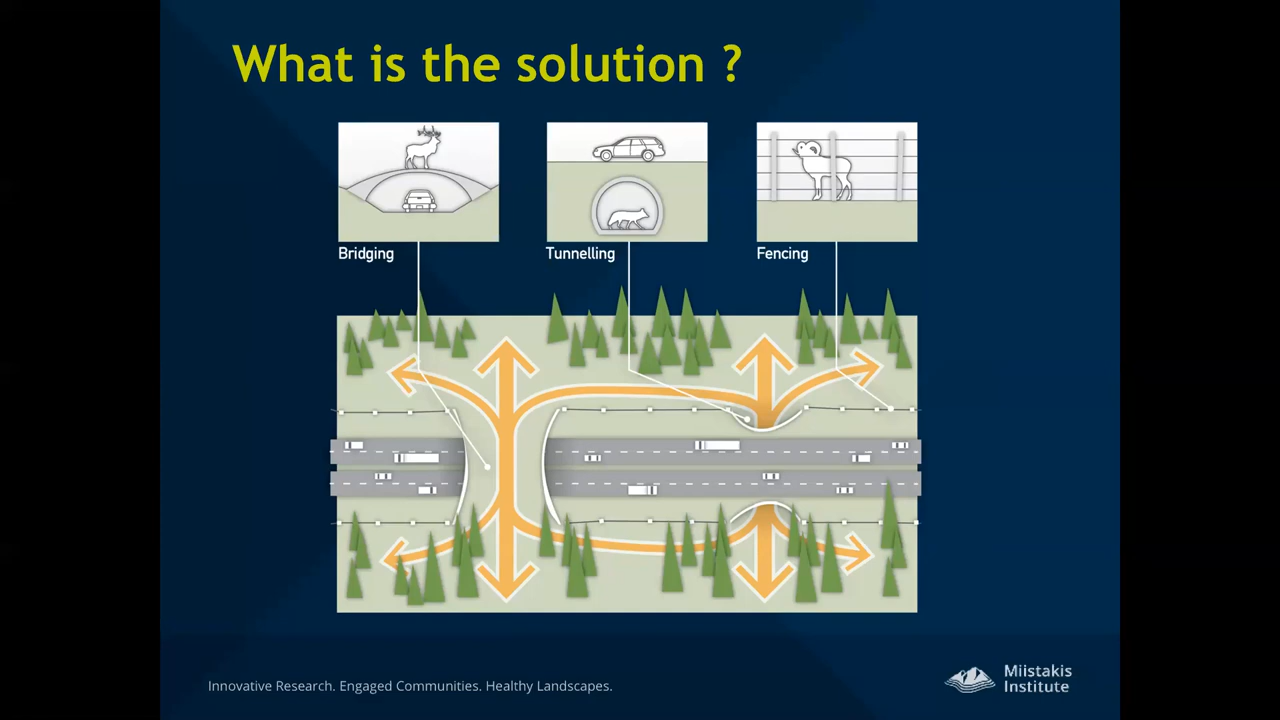 What is the solution ?
Bridging
Tunnelling
Fencing
Innovative Research. Engaged Communities. Healthy Landscapes.
Miistakis
Institute